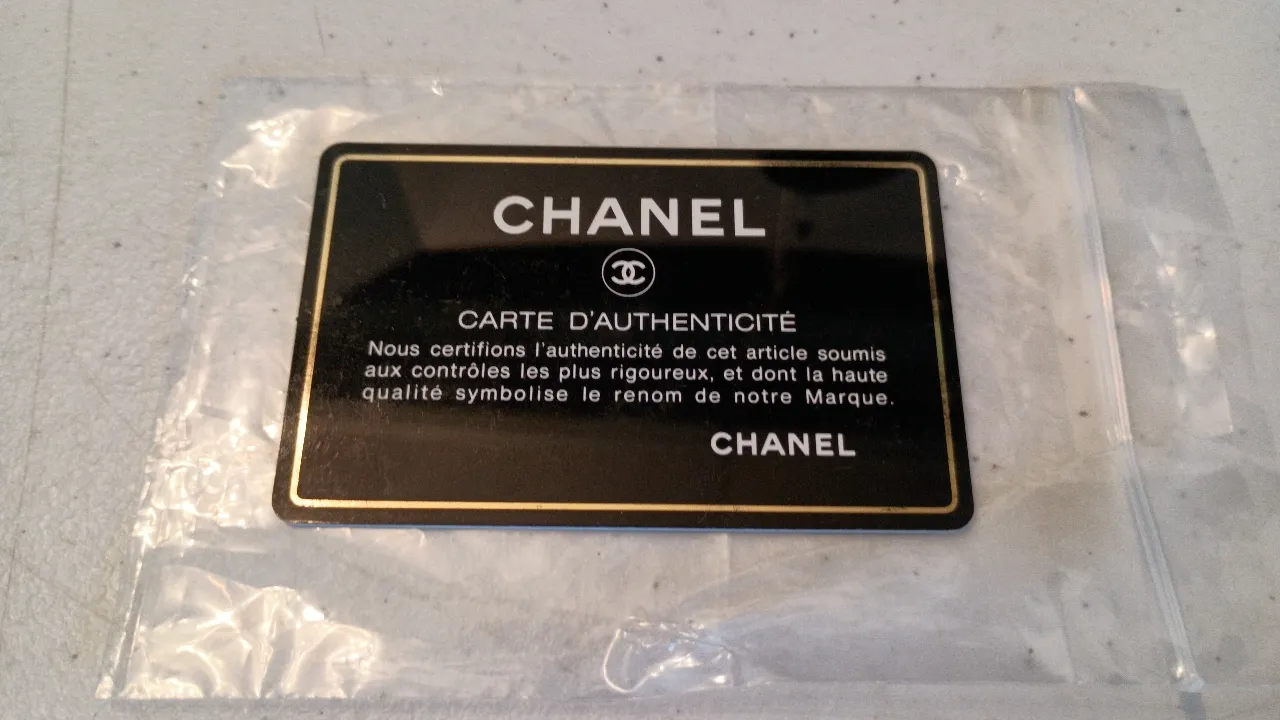 CHANEL
CARTE D'AUTHENTICITÉ
Nous certifions l'authenticité de cet article soumis
aux contrôles les plus rigoureux, et dont la haute
qualité symbolise le renom de notre Marque.
CHANEL